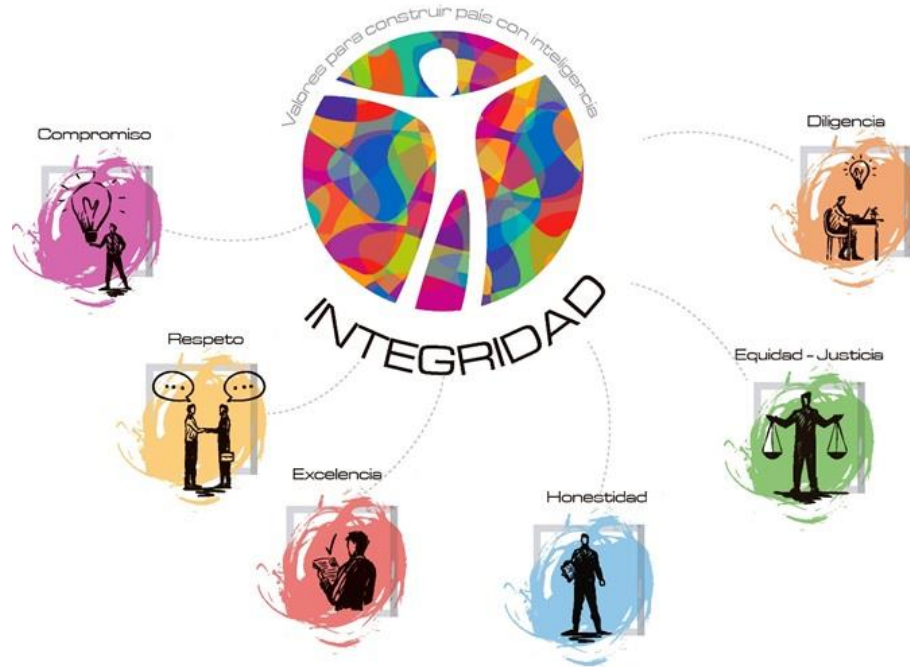 Valores para construir país con inteligencia
INTEGRIDAD
Compromiso
Respeto
Excelencia
Honestidad
Equidad - Justicia
Diligencia